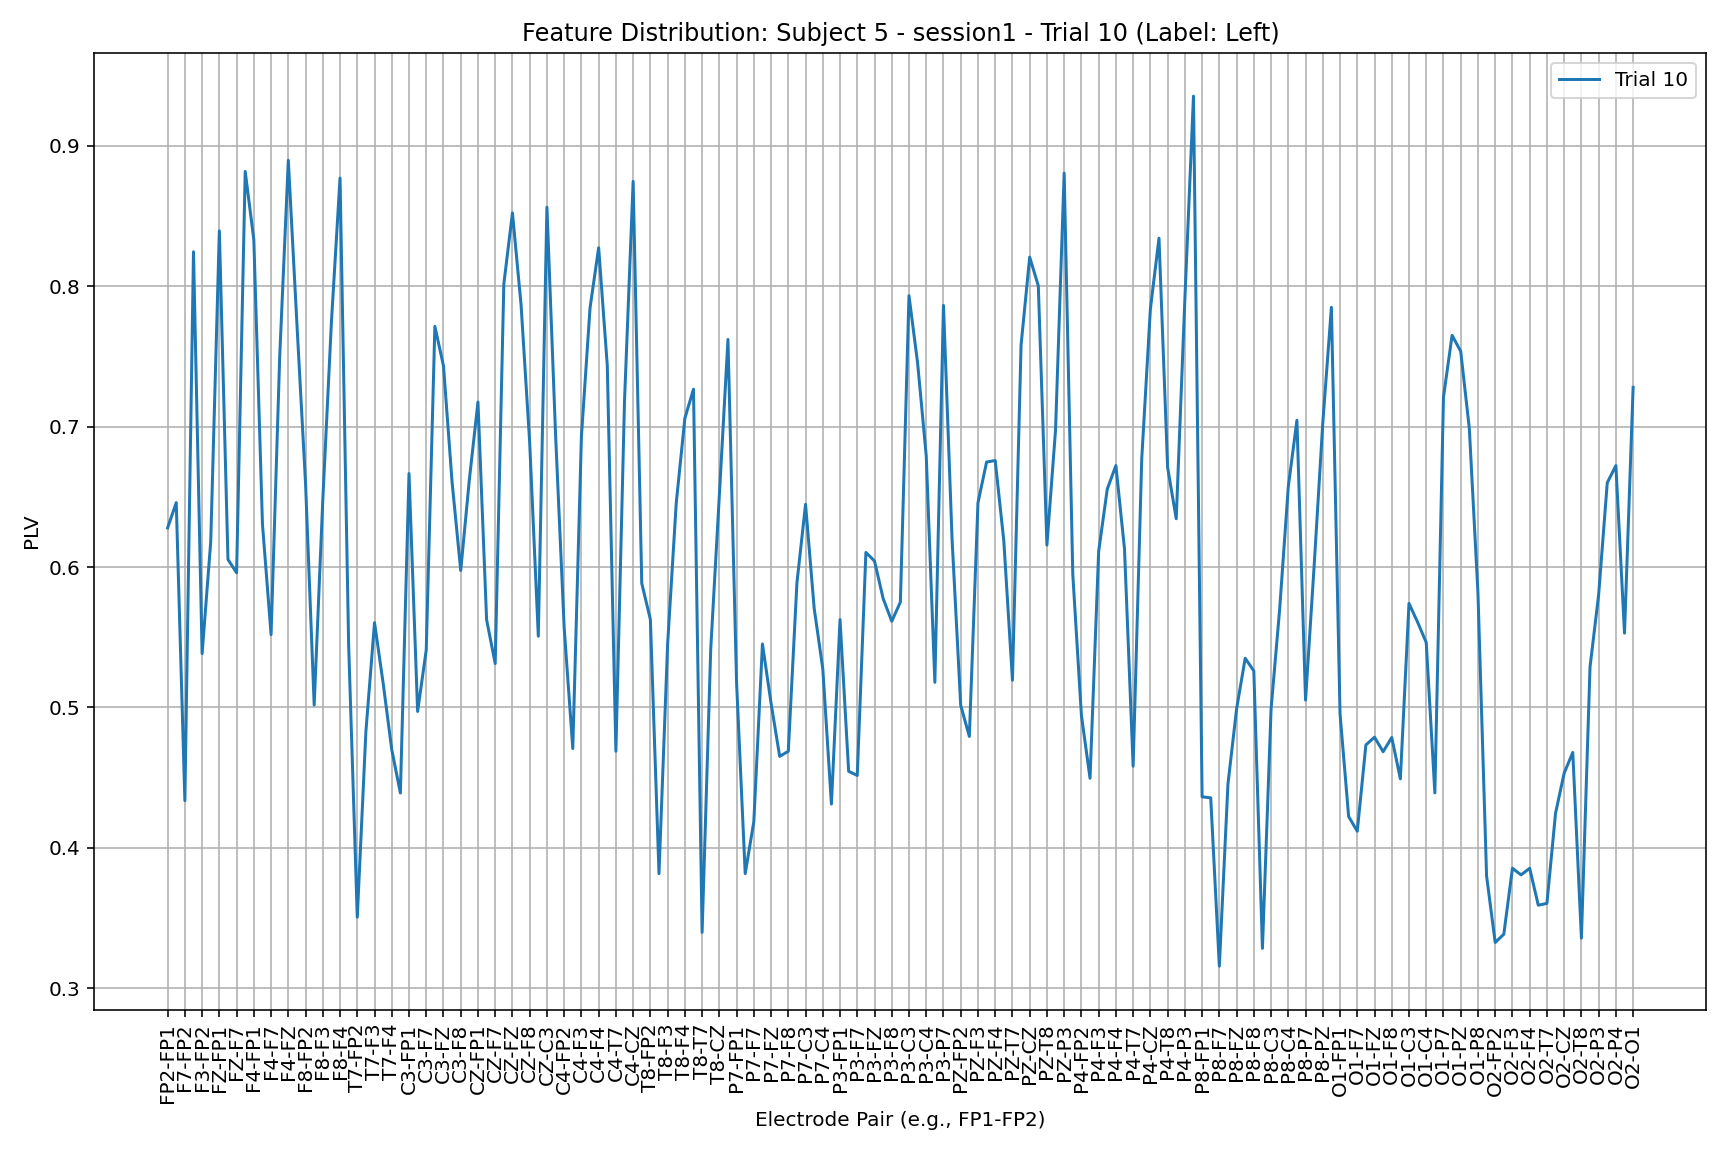 Feature Distribution: Subject 5 - session1 - Trial 10 (Label: Left)
Trial 10
PLV
0.9
0.8
0.7
0.6
0.5
0.4
0.3
FP2-FP1
F7-FP2
F3-FP2
FZ-FP1
FZ-F7
F4-FP1
F4-F7
F4-FZ
F8-FP2
F8-F3
F8-F4
T7-FP2
T7-F3
T7-F4
C3-FP1
C3-F7
C3-FZ
C3-F8
CZ-FP1
CZ-F7
CZ-FZ
CZ-F8
CZ-C3
C4-FP2
C4-F3
C4-F4
C4-T7
C4-CZ
T8-FP2
T8-F3
T8-F4
T8-T7
T8-CZ
P7-FP1
P7-F7
P7-FZ
P7-F8
P7-C3
P7-C4
P3-FP1
P3-F7
P3-FZ
P3-F8
P3-C3
P3-C4
P3-P7
PZ-FP2
PZ-F3
PZ-F4
PZ-T7
PZ-CZ
PZ-T8
PZ-P3
P4-FP2
P4-F3
P4-F4
P4-T7
P4-CZ
P4-T8
P4-P3
P8-FP1
P8-F7
P8-FZ
P8-F8
P8-C3
P8-C4
P8-P7
P8-PZ
O1-FP1
O1-F7
O1-FZ
O1-F8
O1-C3
O1-C4
O1-P7
O1-PZ
O1-P8
O2-FP2
O2-F3
O2-F4
O2-T7
O2-CZ
O2-T8
O2-P3
O2-P4
O2-O1
Electrode Pair (e.g., FP1-FP2)